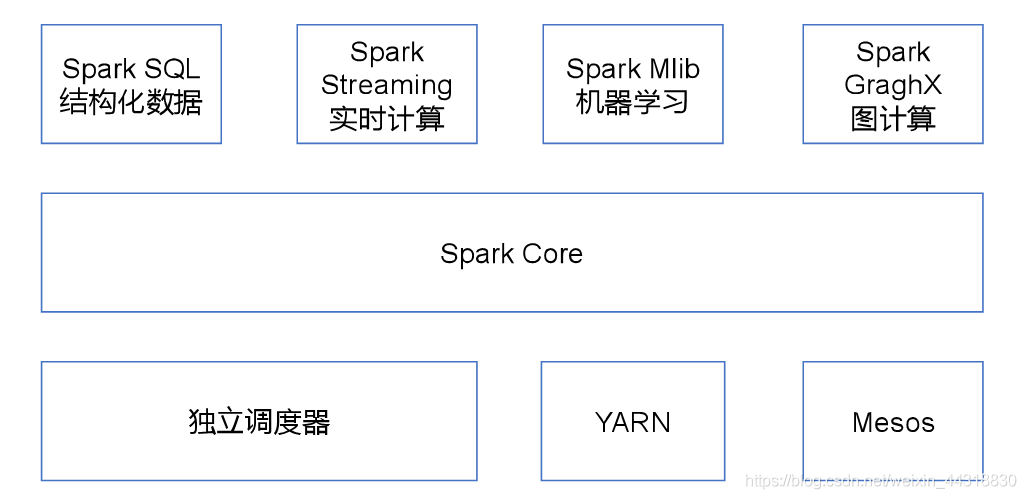 Spark SQL
结构化数据
Spark
Streaming
实时计算
Spark Mlib
机器学习
Spark
GraghX
图计算
Spark Core
独立调度器
YARN
Mesos
https://blog.csdn.net/weixin_44318830